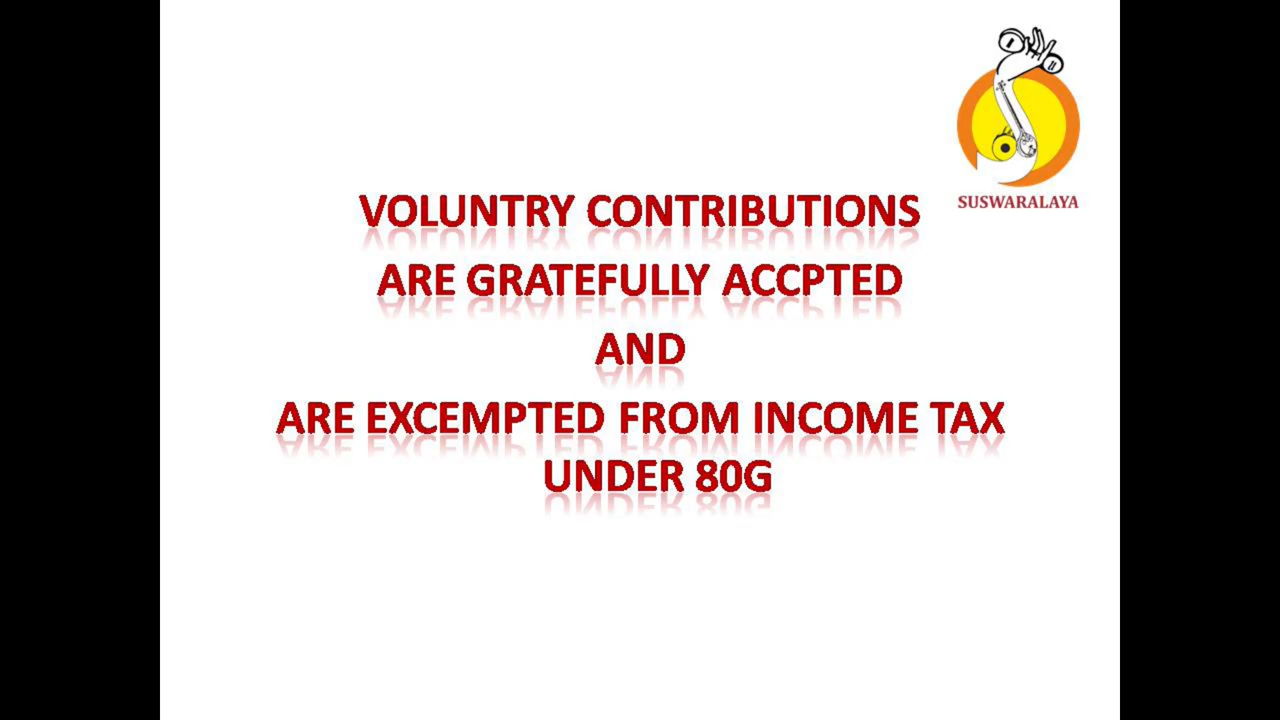 SUSWARALAYA
VOLUNTRY CONTRIBUTIONS
ARE GRATEFULLY ACCPTED
AND
ARE EXCEMPTED FROM INCOME TAX
UNDER 80G